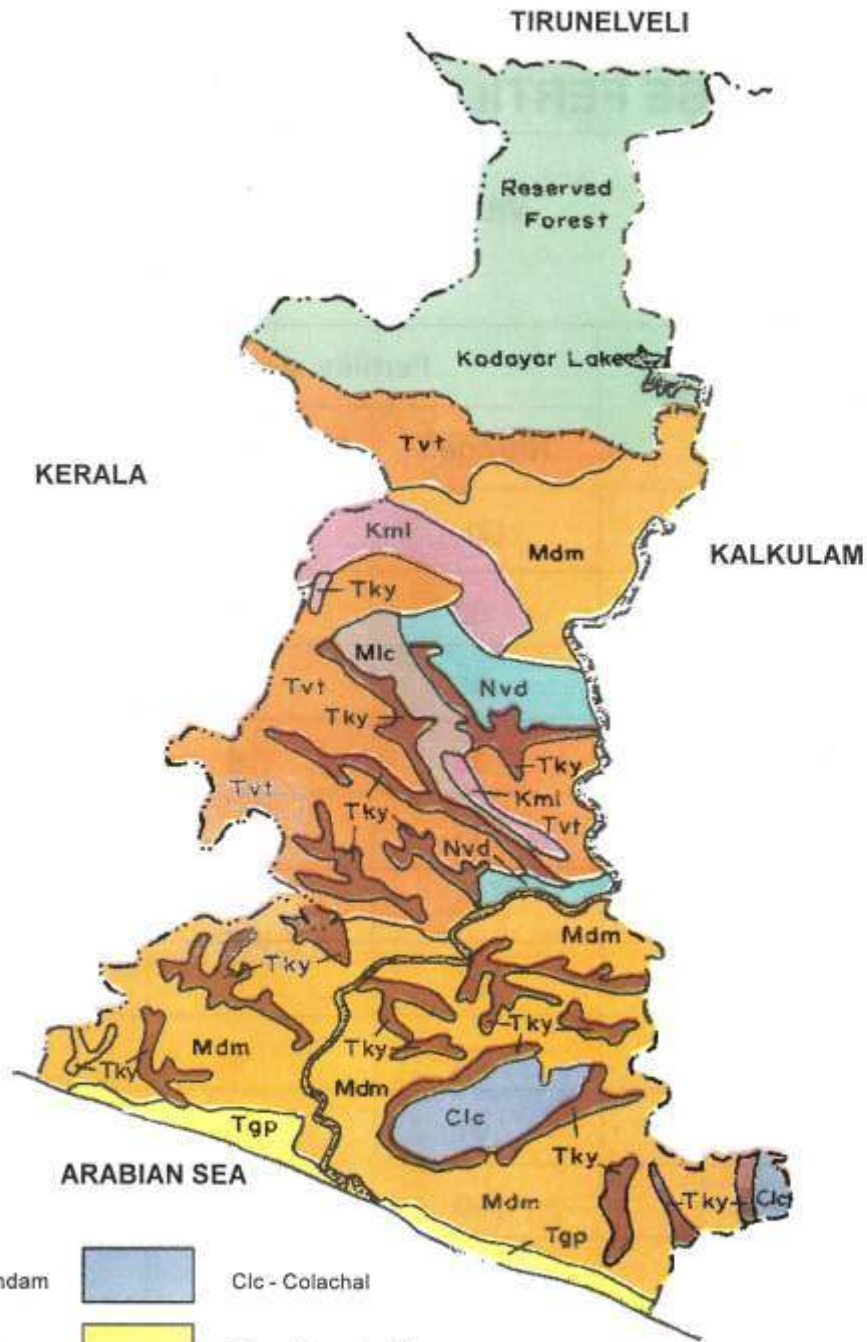 TIRUNELVELI
Reserved
Forest
Kodayar Lake
Tvt
KERALA
Kml
Mdm
KALKULAM
Tky
Mlc
Tvt
Nvd
Tky
Tky
Tvt
Kml
Tky
Tvt
Nvd
Mdm
Tky
Tky
Tky
Mdm
Tky
Mdm
Clc
Tgp
Tky
ARABIAN SEA
Mdm
Tky
Clc
Tgp
ndam
Clc - Colachal